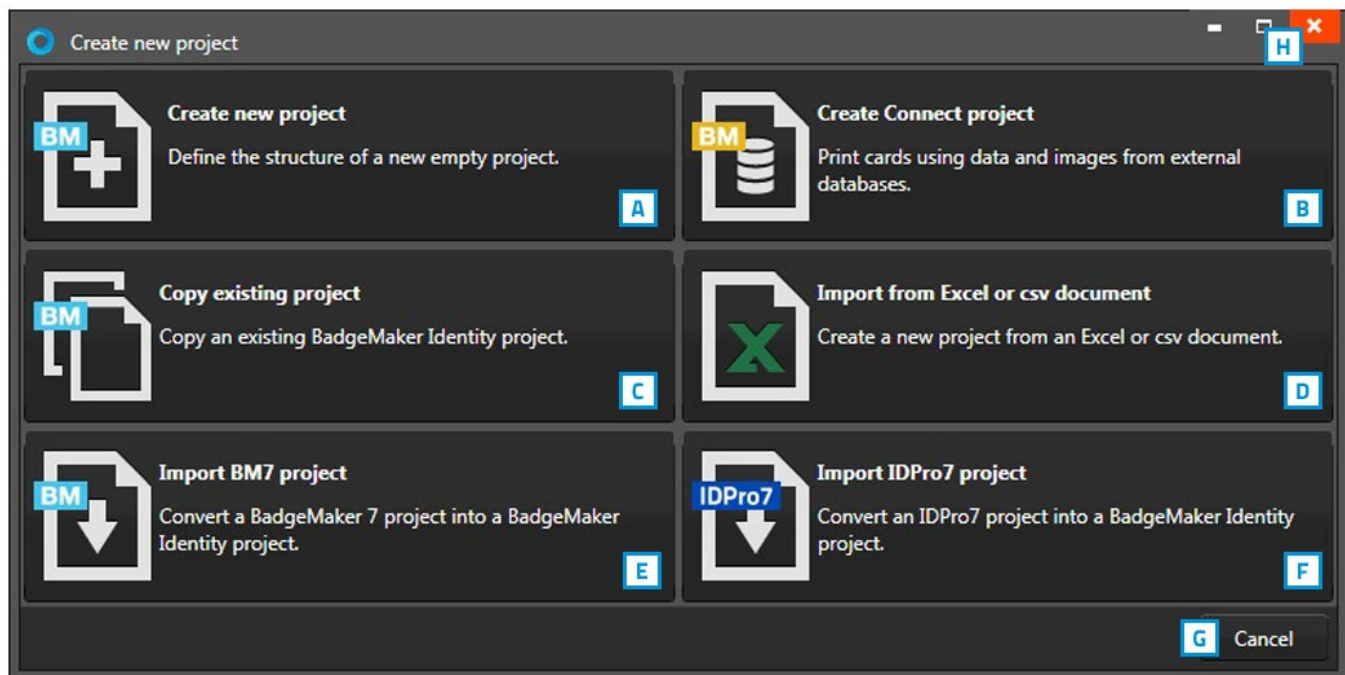 Create new project
H
BM
Create new project
Define the structure of a new empty project.
A
BM
Create Connect project
Print cards using data and images from external
databases.
B
BM
Copy existing project
Copy an existing BadgeMaker Identity project.
C
Import from Excel or csv document
Create a new project from an Excel or csv document.
D
BM
Import BM7 project
Convert a BadgeMaker 7 project into a BadgeMaker
Identity project.
E
IDPro7
Import IDPro7 project
Convert an IDPro7 project into a BadgeMaker Identity
project.
F
G
Cancel